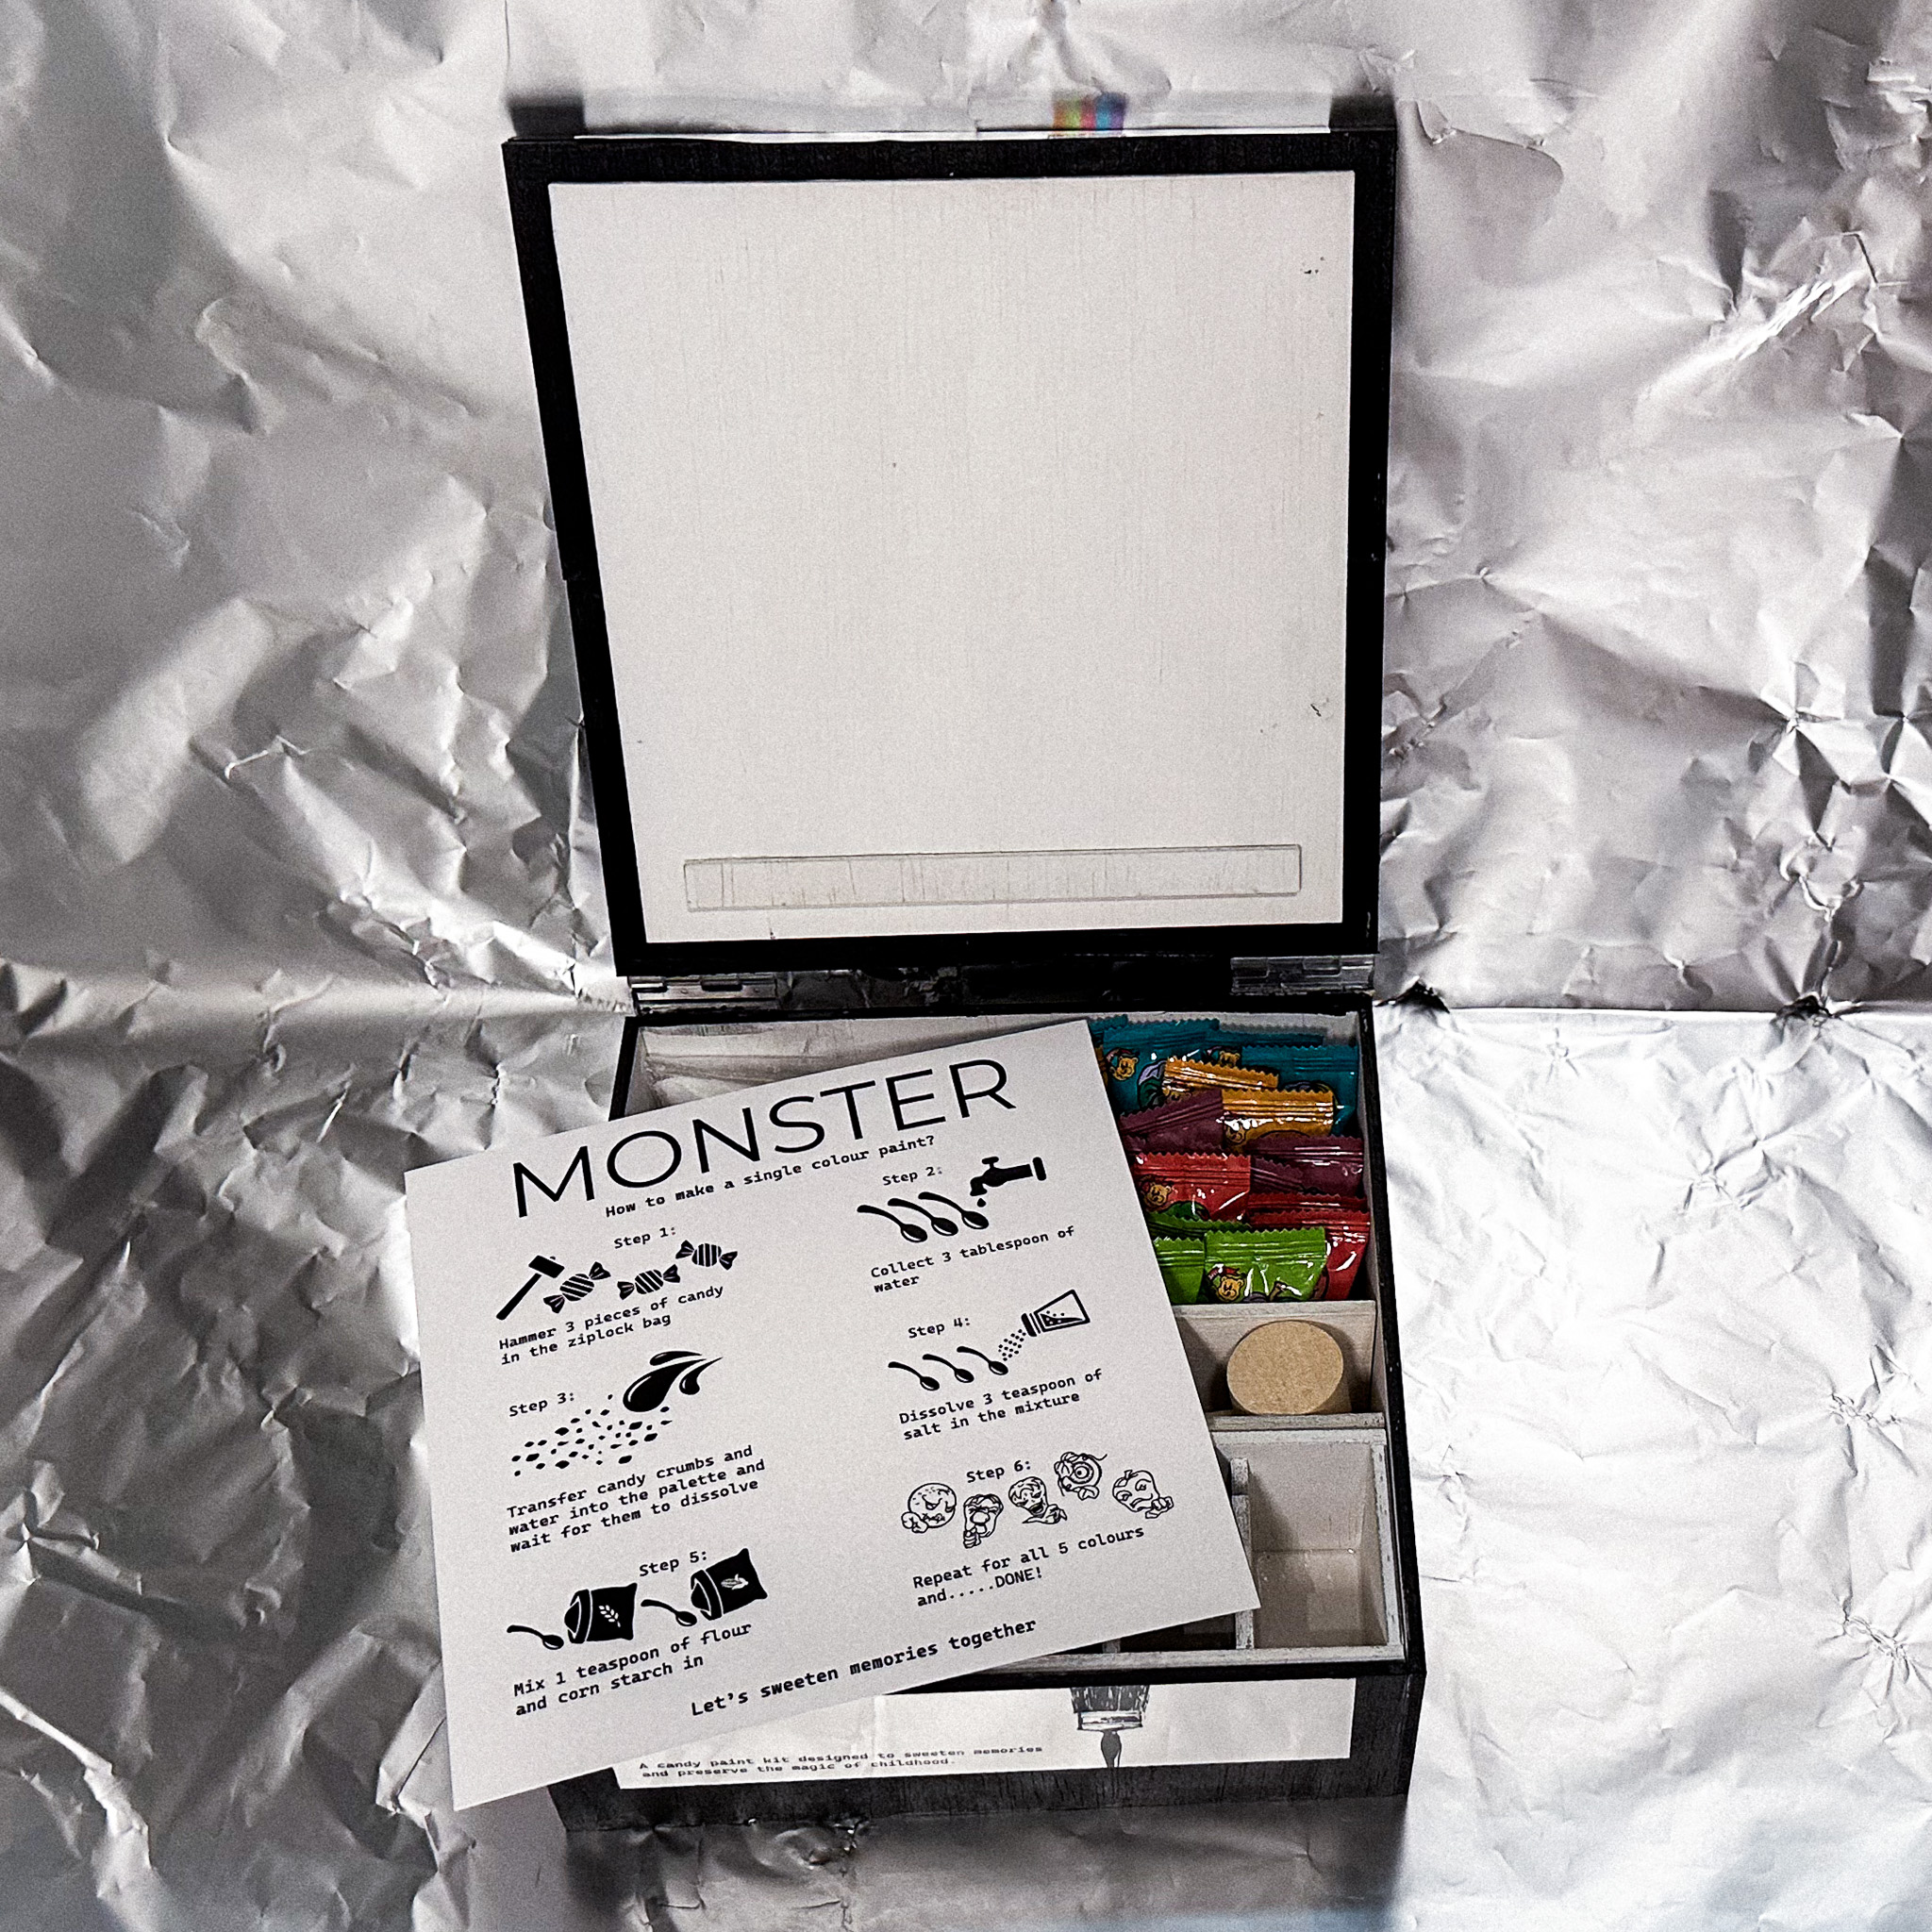 MONSTER
How to make a single colour paint?
Step 1:
Hammer 3 pieces of candy
in the ziplock bag
Step 2:
Collect 3 tablespoon of
water
Step 3:
Transfer candy crumbs and
water into the palette and
wait for them to dissolve
Step 4:
Dissolve 3 teaspoon of
salt in the mixture
Step 5:
Mix 1 teaspoon of flour
and corn starch in
Step 6:
Repeat for all 5 colours
and.....DONE!
Let's sweeten memories together
A candy paint kit designed to sweeten memories
and preserve the magic of childhood.